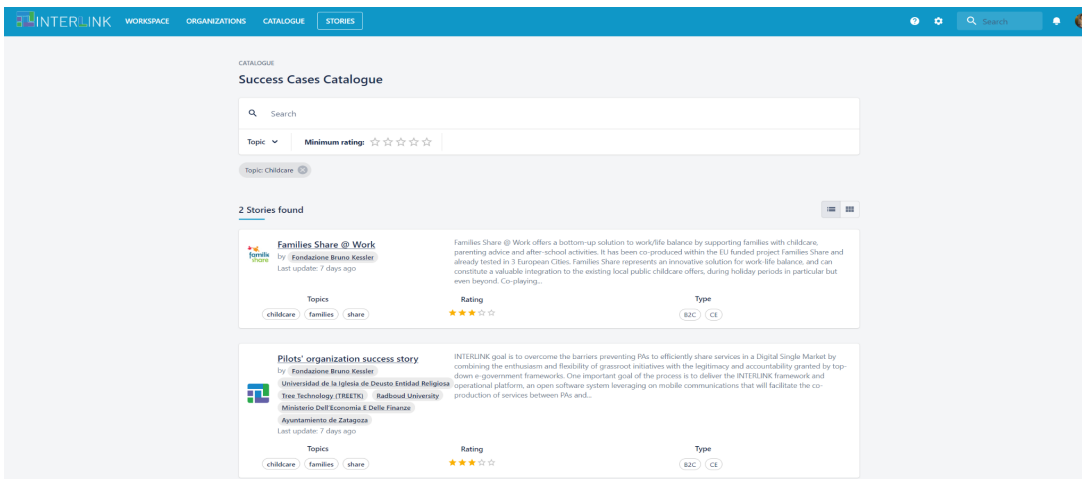 INTERLINK WORKSPACE ORGANIZATIONS CATALOGUE STORIES Search
CATALOGUE
Success Cases Catalogue
Search
Topic Minimum rating:
Topic: Childcare
2 Stories found
familie share
Families Share @ Work
by Fondazione Bruno Kessler
Last update: 7 days ago
Families Share @ Work offers a bottom-up solution to work/life balance by supporting families with childcare,
parenting advice and after-school activities. It has been co-produced within the EU funded project Families Share and
already tested in 3 European Cities. Families Share represents an innovative solution for work-life balance, and can
constitute a valuable integration to the existing local public childcare offers, during holiday periods in particular but
even beyond. Co-playing...
Topics Rating Type
childcare families share B2C CE
Pilots' organization success story
by Fondazione Bruno Kessler
Universidad de la Iglesia de Deusto Entidad Religiosa
Tree Technology (TREETK) Radboud University
Ministerio Dell'Economia E Delle Finanze
Ayuntamiento de Zatagoza
Last update: 7 days ago
INTERLINK goal is to overcome the barriers preventing PAs to efficiently share services in a Digital Single Market by
combining the enthusiasm and flexibility of grassroot initiatives with the legitimacy and accountability granted by top-
down e-government frameworks. One important goal of the process is to deliver the INTERLINK framework and
operational platform, an open software system leveraging on mobile communications that will facilitate the co-
production of services between PAs and...
Topics Rating Type
childcare families share B2C CE